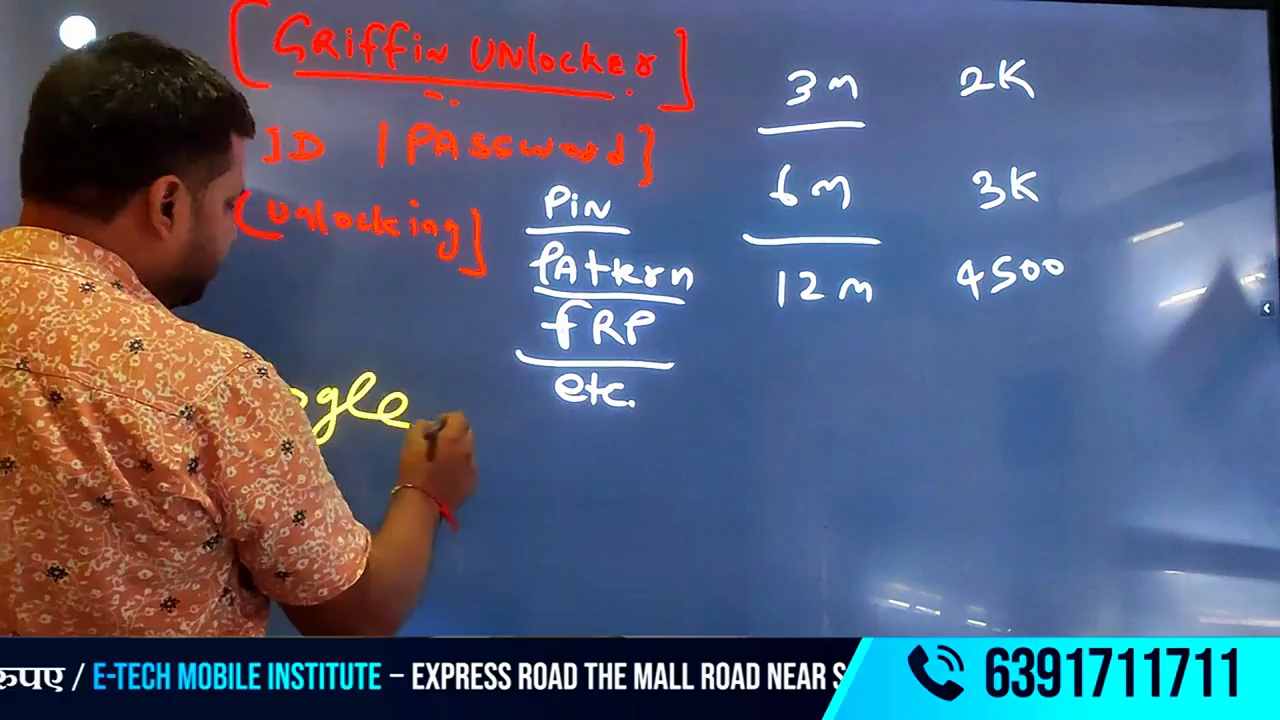 [GRiffin UNlocker]
ID | PASSword]
(unlocking]
PiN
PAttern
fRP
etc.
3m 2K
6m 3K
12m 4500
gle
रुपए / E-TECH MOBILE INSTITUTE – EXPRESS ROAD THE MALL ROAD NEAR S
6391711711